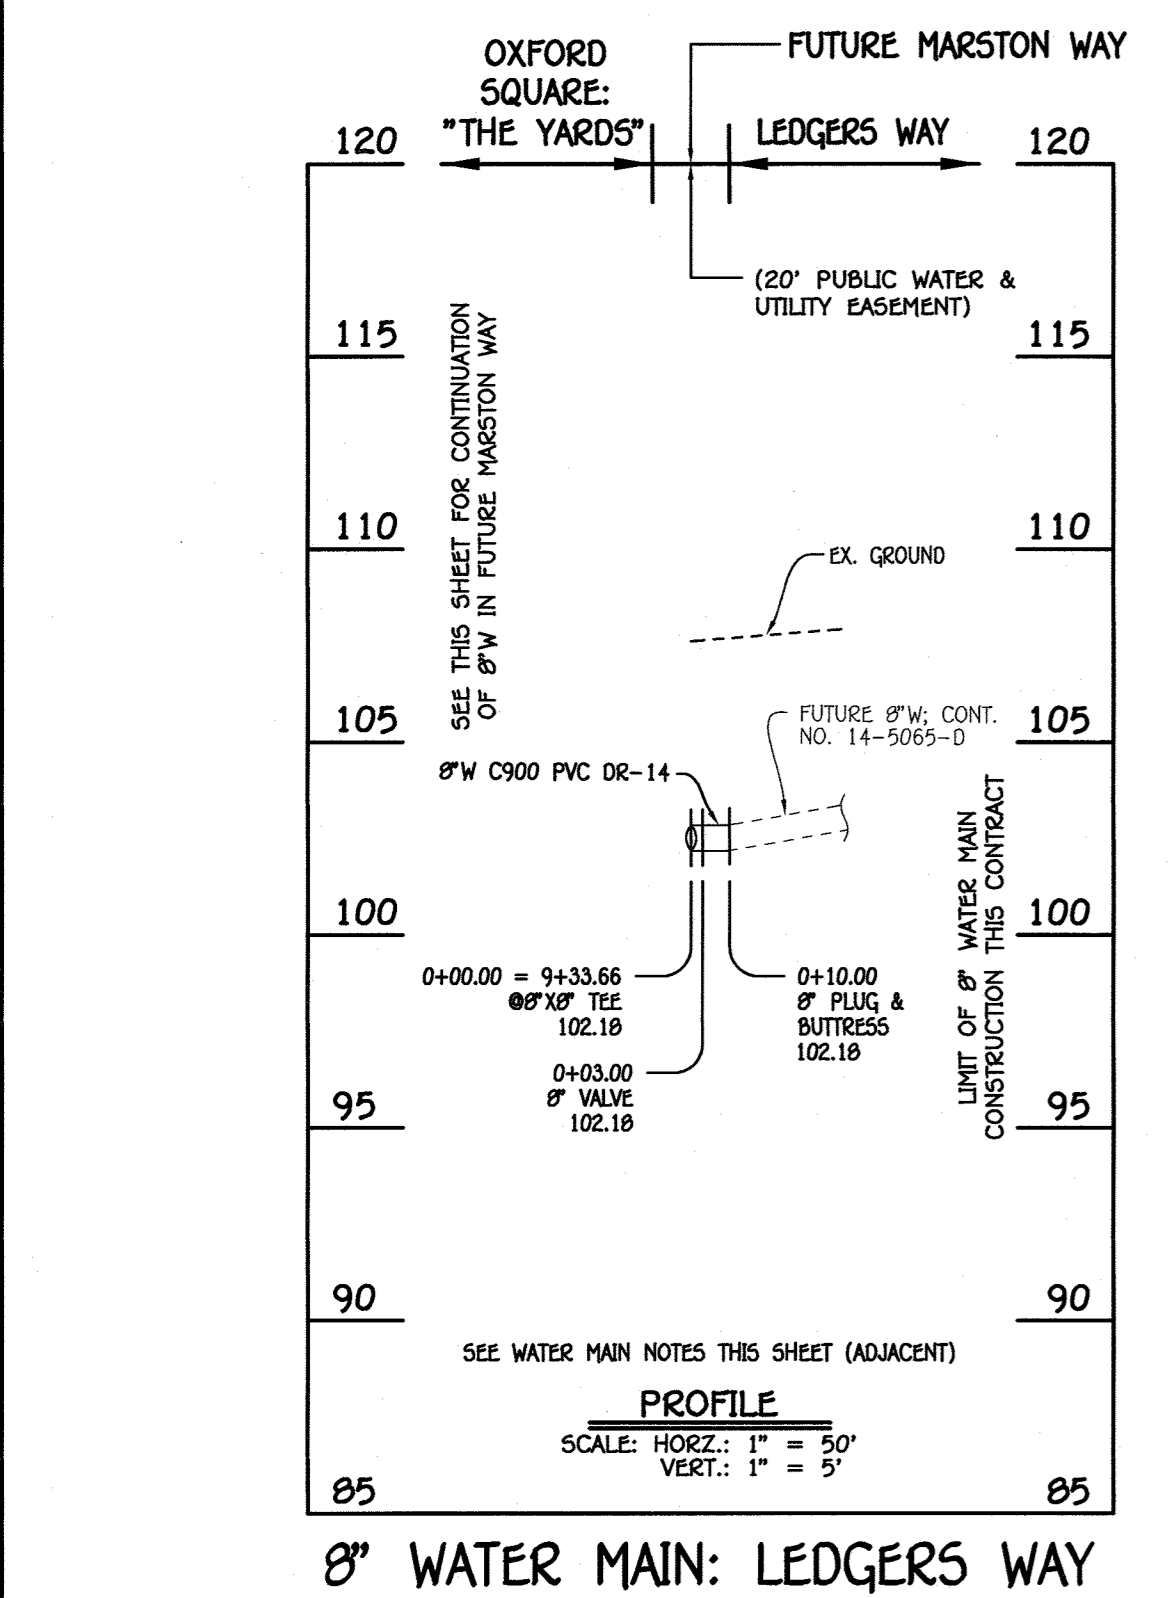 OXFORD
SQUARE:
"THE YARDS"
FUTURE MARSTON WAY
LEDGERS WAY
120
120
(20' PUBLIC WATER &
UTILITY EASEMENT)
115
115
SEE THIS SHEET FOR CONTINUATION
OF 8"W IN FUTURE MARSTON WAY
110
110
EX. GROUND
105
105
FUTURE 8"W; CONT.
NO. 14-5065-D
8"W C900 PVC DR-14
100
100
LIMIT OF 8" WATER MAIN
CONSTRUCTION THIS CONTRACT
0+00.00 = 9+33.66
@8"X8" TEE
102.18
0+10.00
8" PLUG &
BUTTRESS
102.18
0+03.00
8" VALVE
102.18
95
95
90
90
SEE WATER MAIN NOTES THIS SHEET (ADJACENT)
PROFILE
SCALE: HORZ.: 1" = 50'
VERT.: 1" = 5'
85
85
8" WATER MAIN: LEDGERS WAY